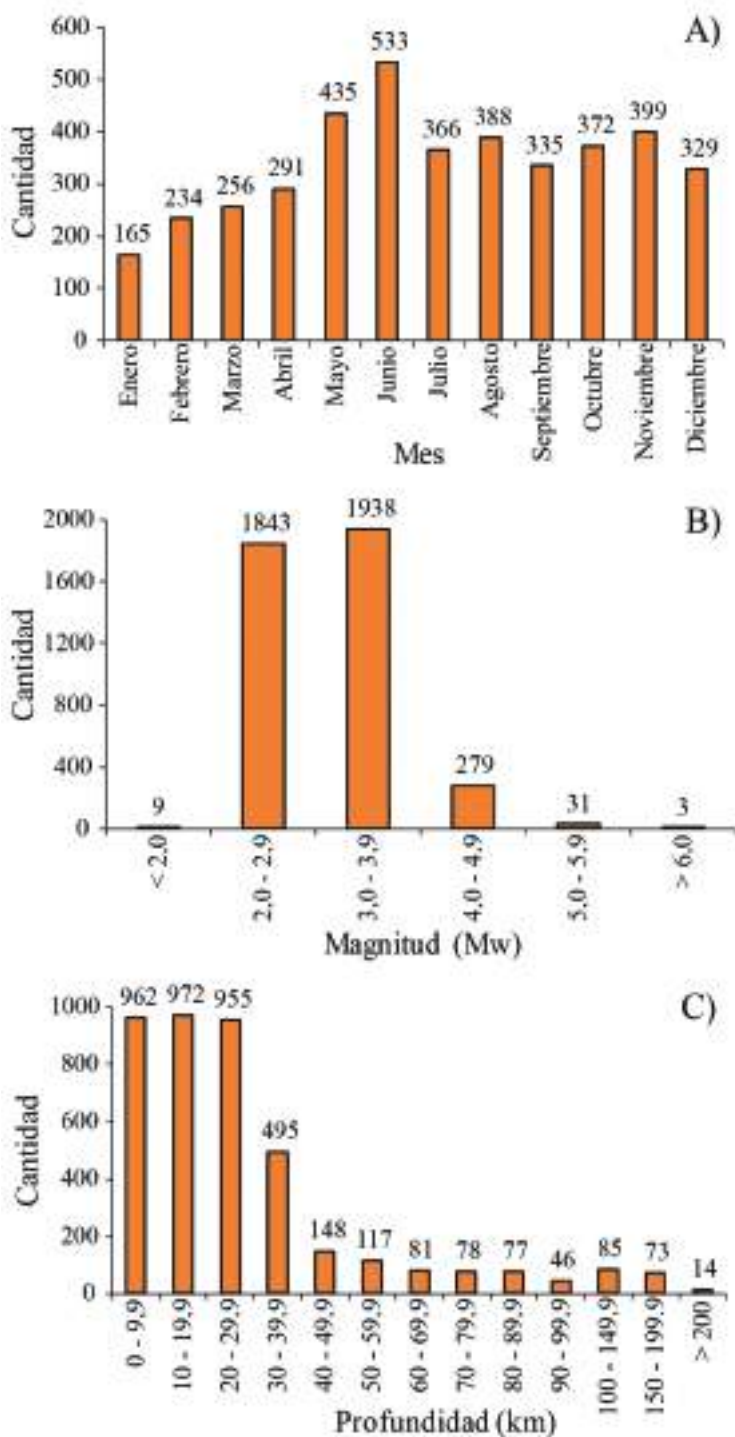 A)
Cantidad
600
500
400
300
200
100
0
165
234
256
291
435
533
366
388
335
372
399
329
Enero
Febrero
Marzo
Abril
Mayo
Junio
Julio
Agosto
Septiembre
Octubre
Noviembre
Diciembre
Mes
B)
Cantidad
2000
1600
1200
800
400
0
9
1843
1938
279
31
3
< 2,0
2,0 - 2,9
3,0 - 3,9
4,0 - 4,9
5,0 - 5,9
> 6,0
Magnitud (Mw)
C)
Cantidad
1000
800
600
400
200
0
962
972
955
495
148
117
81
78
77
46
85
73
14
0 - 9,9
10 - 19,9
20 - 29,9
30 - 39,9
40 - 49,9
50 - 59,9
60 - 69,9
70 - 79,9
80 - 89,9
90 - 99,9
100 - 149,9
150 - 199,9
> 200
Profundidad (km)